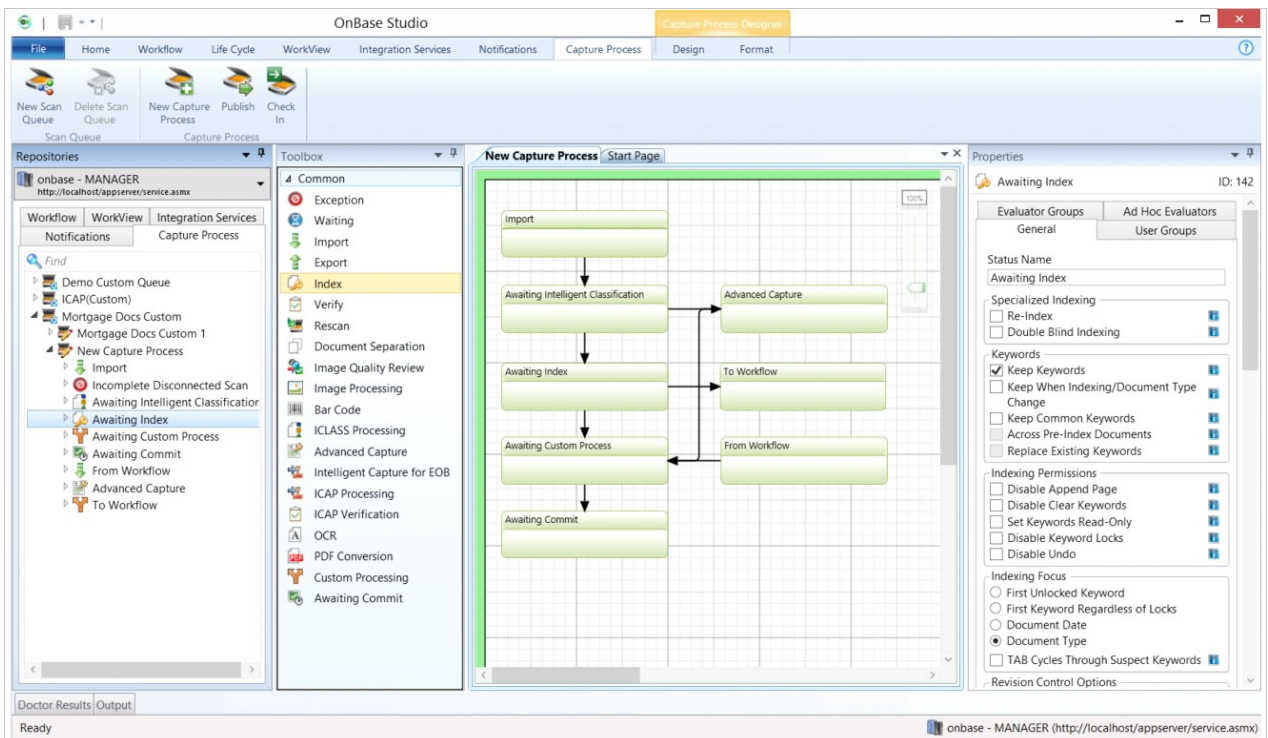 OnBase Studio
Capture Process Designer
File Home Workflow Life Cycle WorkView Integration Services Notifications Capture Process Design Format
New Scan Queue
Delete Scan Queue
New Capture Process
Publish
Check In
Scan Queue
Capture Process
Repositories
onbase - MANAGER
http://localhost/appserver/service.asmx
Workflow WorkView Integration Services
Notifications Capture Process
Find
Demo Custom Queue
ICAP(Custom)
Mortgage Docs Custom
Mortgage Docs Custom 1
New Capture Process
Import
Incomplete Disconnected Scan
Awaiting Intelligent Classification
Awaiting Index
Awaiting Custom Process
Awaiting Commit
From Workflow
Advanced Capture
To Workflow
Toolbox
Common
Exception
Waiting
Import
Export
Index
Verify
Rescan
Document Separation
Image Quality Review
Image Processing
Bar Code
ICLASS Processing
Advanced Capture
Intelligent Capture for EOB
ICAP Processing
ICAP Verification
OCR
PDF Conversion
Custom Processing
Awaiting Commit
New Capture Process Start Page
100%
Import
Awaiting Intelligent Classification
Advanced Capture
Awaiting Index
To Workflow
Awaiting Custom Process
From Workflow
Awaiting Commit
Properties
Awaiting Index ID: 142
Evaluator Groups Ad Hoc Evaluators
General User Groups
Status Name
Awaiting Index
Specialized Indexing
Re-Index
Double Blind Indexing
Keywords
Keep Keywords
Keep When Indexing/Document Type
Change
Keep Common Keywords
Across Pre-Index Documents
Replace Existing Keywords
Indexing Permissions
Disable Append Page
Disable Clear Keywords
Set Keywords Read-Only
Disable Keyword Locks
Disable Undo
Indexing Focus
First Unlocked Keyword
First Keyword Regardless of Locks
Document Date
Document Type
TAB Cycles Through Suspect Keywords
Revision Control Options
Doctor Results Output
Ready
onbase - MANAGER (http://localhost/appserver/service.asmx)